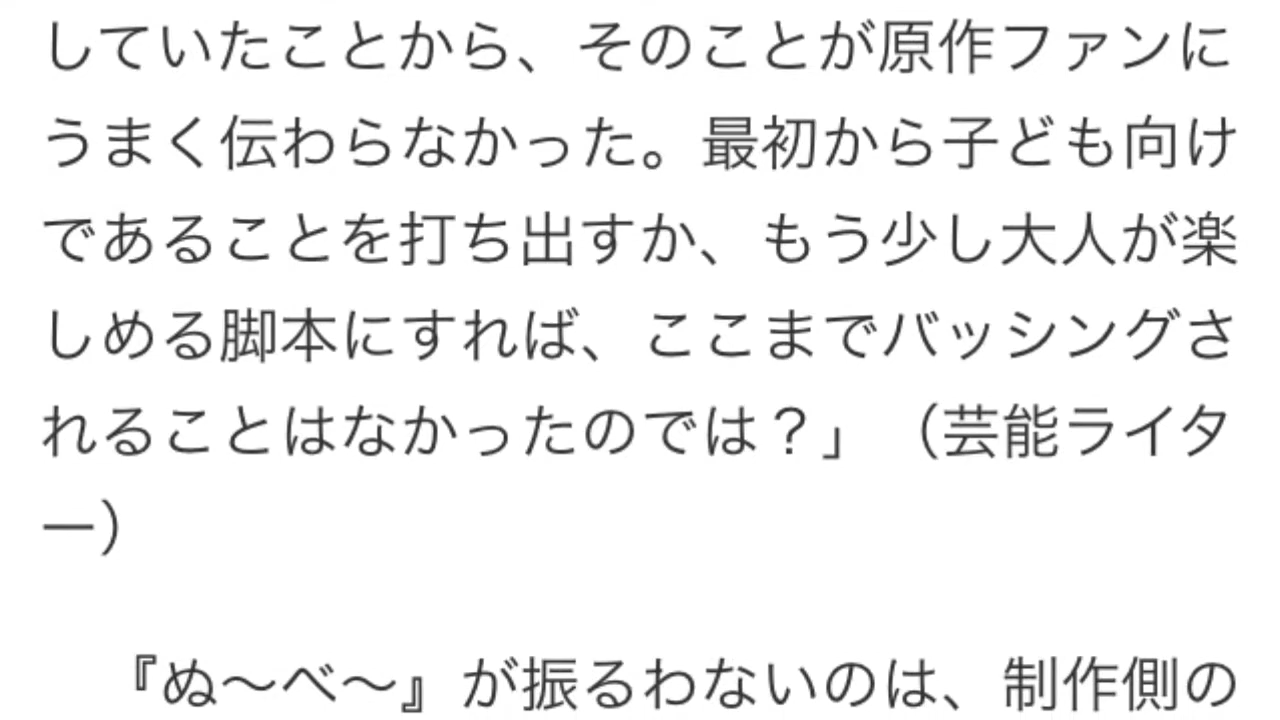 していたことから、そのことが原作ファンに
うまく伝わらなかった。最初から子ども向け
であることを打ち出すか、もう少し大人が楽
しめる脚本にすれば、ここまでバッシングさ
れることはなかったのでは？」（芸能ライタ
ー）
『ぬ〜べ〜』が振るわないのは、制作側の